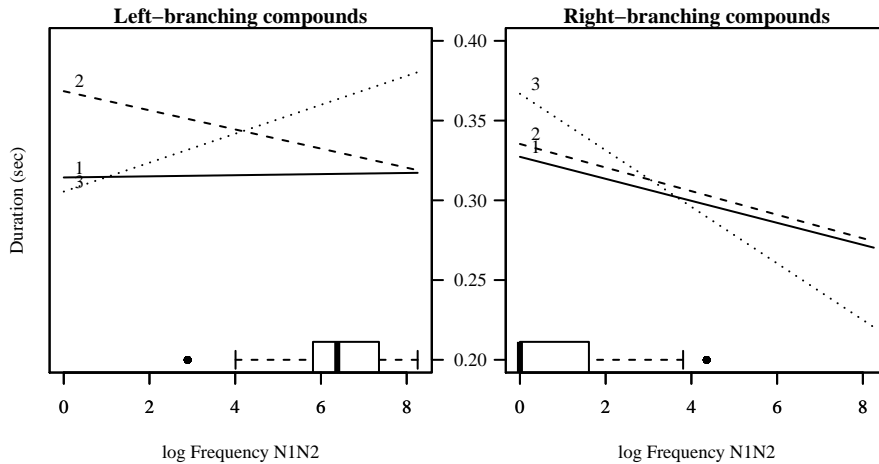 Left−branching compounds
Right−branching compounds
Duration (sec)
2
1
3
0.40
0.35
0.30
0.25
0.20
3
2
1
0 2 4 6 8
0 2 4 6 8
log Frequency N1N2
log Frequency N1N2